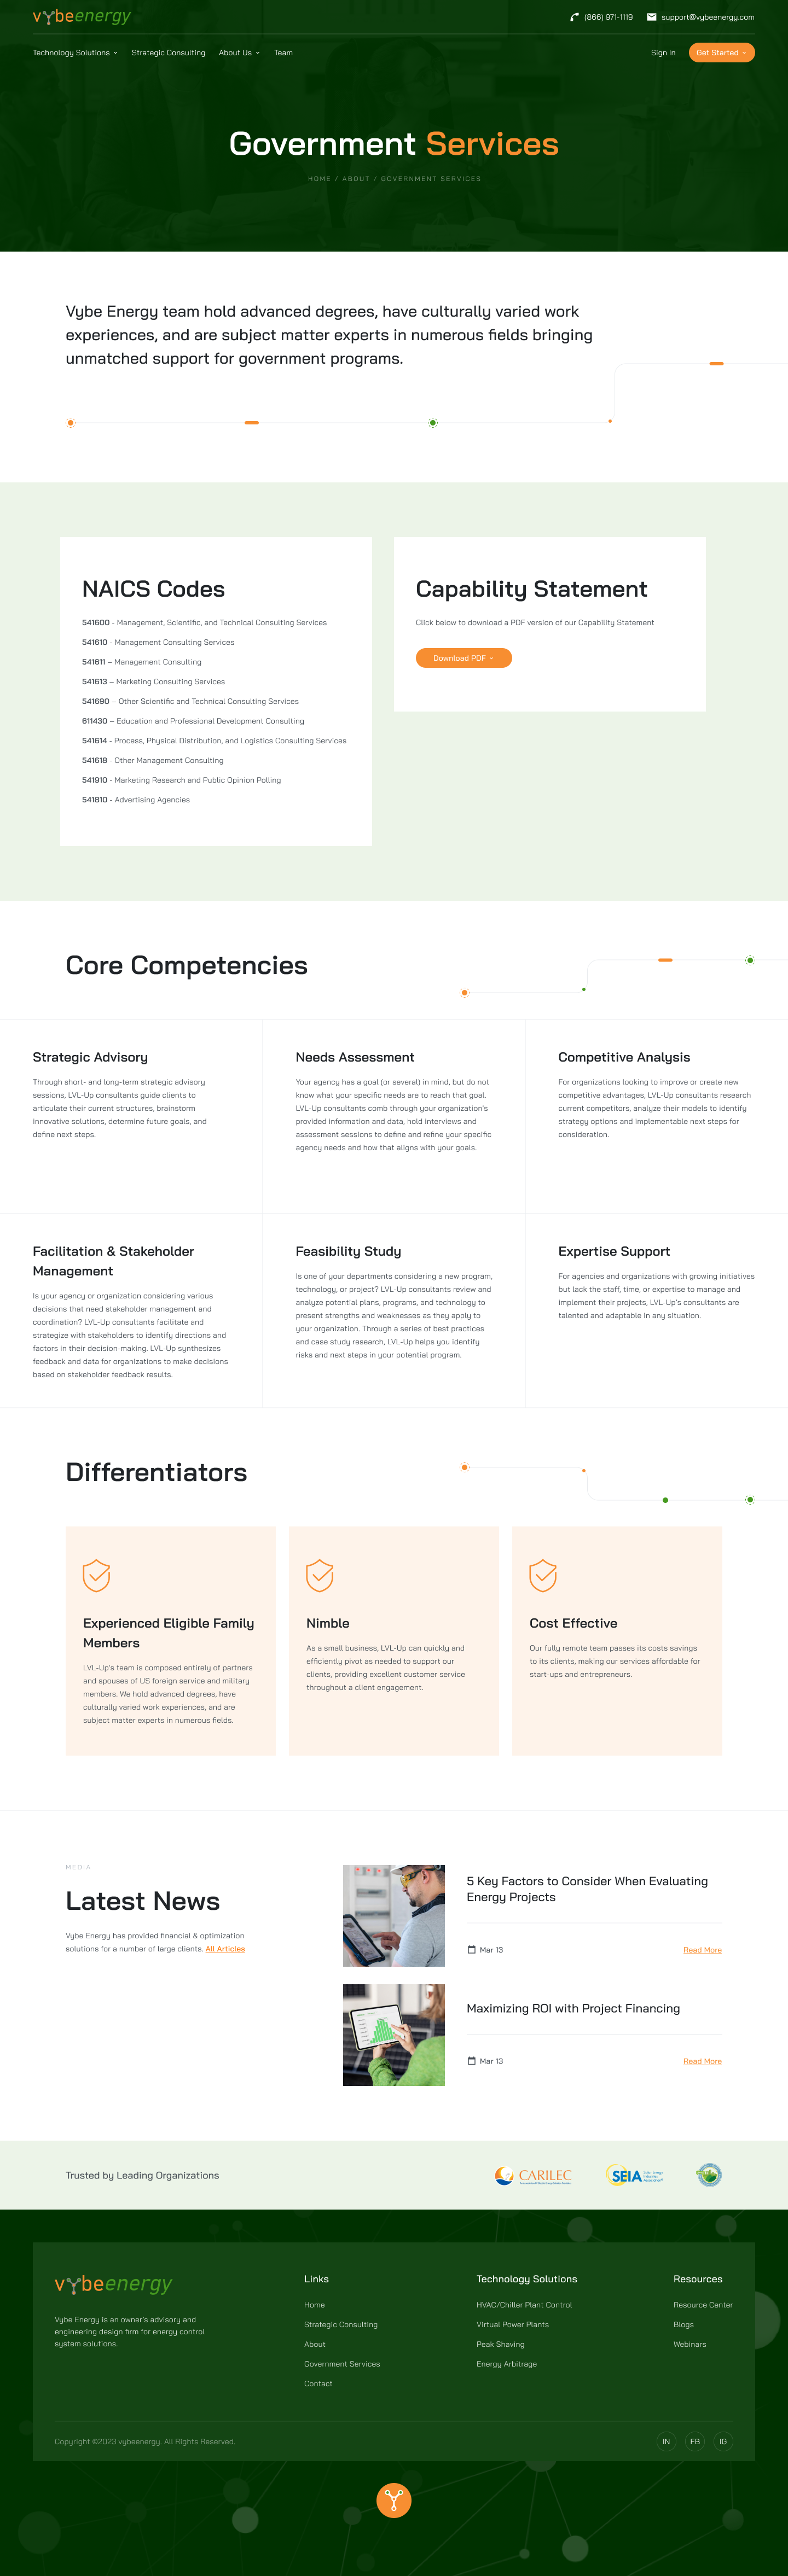 vybeenergy
(866) 971-1119
support@vybeenergy.com
Technology Solutions
Strategic Consulting
About Us
Team
Sign In
Get Started
Government Services
HOME / ABOUT / GOVERNMENT SERVICES
Vybe Energy team hold advanced degrees, have culturally varied work
experiences, and are subject matter experts in numerous fields bringing
unmatched support for government programs.
NAICS Codes
541600 - Management, Scientific, and Technical Consulting Services
541610 - Management Consulting Services
541611 – Management Consulting
541613 – Marketing Consulting Services
541690 – Other Scientific and Technical Consulting Services
611430 – Education and Professional Development Consulting
541614 - Process, Physical Distribution, and Logistics Consulting Services
541618 - Other Management Consulting
541910 - Marketing Research and Public Opinion Polling
541810 - Advertising Agencies
Capability Statement
Click below to download a PDF version of our Capability Statement
Download PDF
Core Competencies
Strategic Advisory
Through short- and long-term strategic advisory
sessions, LVL-Up consultants guide clients to
articulate their current structures, brainstorm
innovative solutions, determine future goals, and
define next steps.
Needs Assessment
Your agency has a goal (or several) in mind, but do not
know what your specific needs are to reach that goal.
LVL-Up consultants comb through your organization's
provided information and data, hold interviews and
assessment sessions to define and refine your specific
agency needs and how that aligns with your goals.
Competitive Analysis
For organizations looking to improve or create new
competitive advantages, LVL-Up consultants research
current competitors, analyze their models to identify
strategy options and implementable next steps for
consideration.
Facilitation & Stakeholder
Management
Is your agency or organization considering various
decisions that need stakeholder management and
coordination? LVL-Up consultants facilitate and
strategize with stakeholders to identify directions and
factors in their decision-making. LVL-Up synthesizes
feedback and data for organizations to make decisions
based on stakeholder feedback results.
Feasibility Study
Is one of your departments considering a new program,
technology, or project? LVL-Up consultants review and
analyze potential plans, programs, and technology to
present strengths and weaknesses as they apply to
your organization. Through a series of best practices
and case study research, LVL-Up helps you identify
risks and next steps in your potential program.
Expertise Support
For agencies and organizations with growing initiatives
but lack the staff, time, or expertise to manage and
implement their projects, LVL-Up's consultants are
talented and adaptable in any situation.
Differentiators
Experienced Eligible Family
Members
LVL-Up's team is composed entirely of partners
and spouses of US foreign service and military
members. We hold advanced degrees, have
culturally varied work experiences, and are
subject matter experts in numerous fields.
Nimble
As a small business, LVL-Up can quickly and
efficiently pivot as needed to support our
clients, providing excellent customer service
throughout a client engagement.
Cost Effective
Our fully remote team passes its costs savings
to its clients, making our services affordable for
start-ups and entrepreneurs.
MEDIA
Latest News
Vybe Energy has provided financial & optimization
solutions for a number of large clients. All Articles
5 Key Factors to Consider When Evaluating
Energy Projects
Mar 13
Read More
Maximizing ROI with Project Financing
Mar 13
Read More
Trusted by Leading Organizations
CARILEC
SEIA Solar Energy
Industries
Association
vybeenergy
Vybe Energy is an owner's advisory and
engineering design firm for energy control
system solutions.
Links
Home
Strategic Consulting
About
Government Services
Contact
Technology Solutions
HVAC/Chiller Plant Control
Virtual Power Plants
Peak Shaving
Energy Arbitrage
Resources
Resource Center
Blogs
Webinars
Copyright ©2023 vybeenergy. All Rights Reserved.
IN
FB
IG